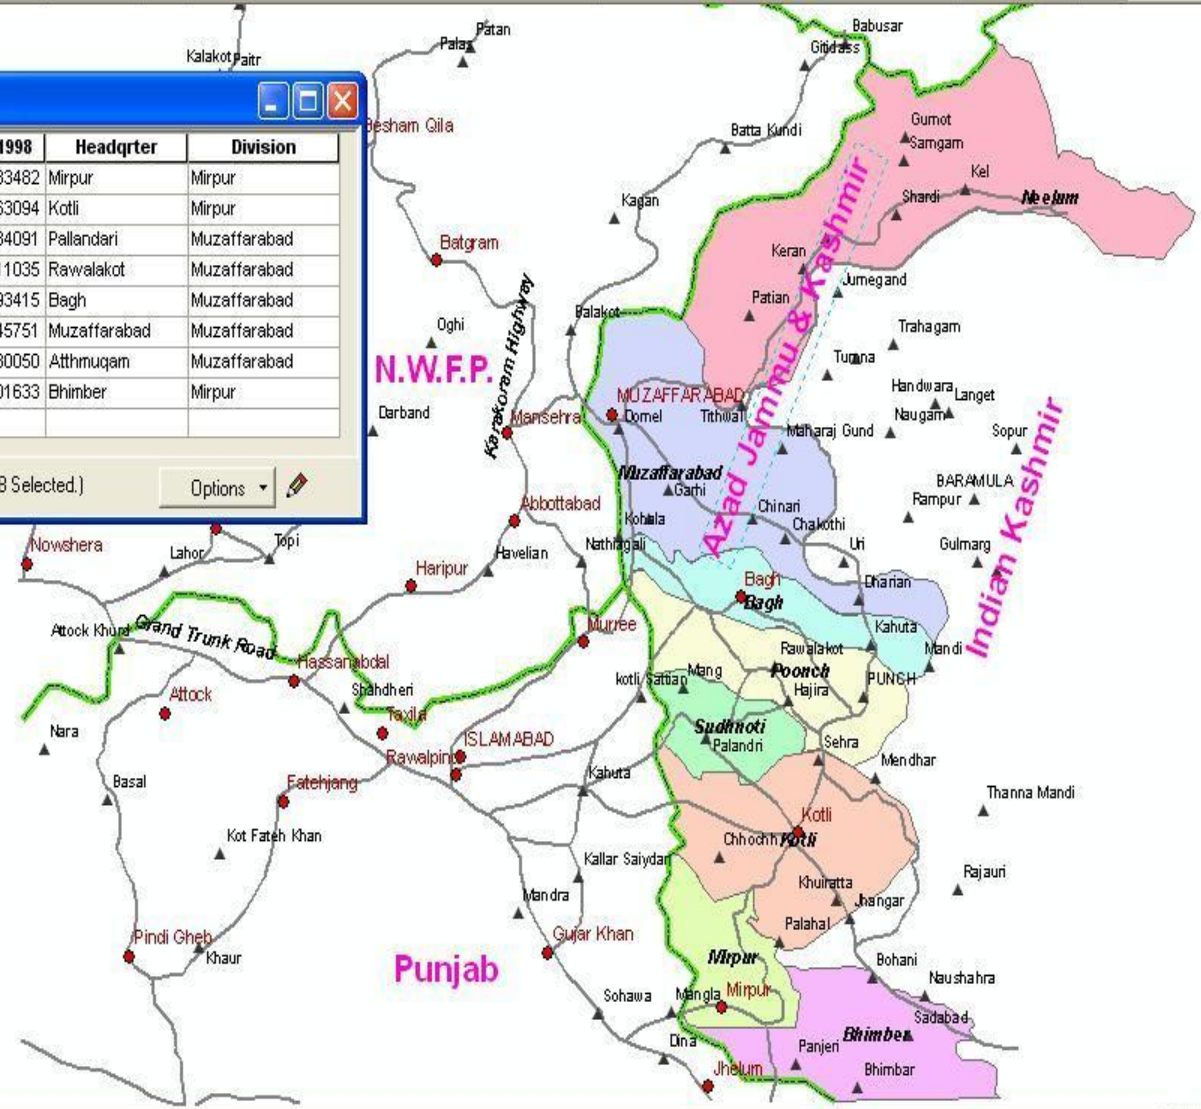 Babusar
Patan
Palas
Gitidass
Kalakot Paitr
1998 Headqrter Division
33482 Mirpur Mirpur
53094 Kotli Mirpur
34091 Pallandari Muzaffarabad
11035 Rawalakot Muzaffarabad
93415 Bagh Muzaffarabad
45751 Muzaffarabad Muzaffarabad
30050 Atthmuqam Muzaffarabad
01633 Bhimber Mirpur
8 Selected.)
Options
Besham Qila
Gumot
Samgam
Batta Kundi
Kel
Shardi
Neelum
Kagan
Batgram
Keran
Jumegand
Patian
Balakot
Oghi
Karakoram Highway
Azad Jammu & Kashmir
Trahagam
Tumna
N.W.F.P.
Handwara
Langet
Naugam
MUZAFFARABAD
Domel
Tithwal
Darband
Mansehra
Maharaj Gund
Sopur
Muzaffarabad
Garhi
BARAMULA
Rampur
Indian Kashmir
Abbottabad
Chinari
Kohala
Chakothi
Nowshera
Lahor
Topi
Havelian
Nathiagali
Uri
Gulmarg
Haripur
Bagh
Bagh
Dharian
Attock Khurd
Grand Trunk Road
Murree
Kahuta
Rawalakot
Mandi
Hassanabdal
Shahdheri
kotli Sattian
Mang
Poonch
PUNCH
Attock
Hajira
Taxila
Sudhnoti
Nara
ISLAMABAD
Palandri
Sehra
Rawalpin
Mendhar
Basal
Fatehjang
Kahuta
Thanna Mandi
Kot Fateh Khan
Kotli
Chhochh
Kotli
Kallar Saiydan
Rajauri
Khuiratta
Mandra
Jhangar
Palahal
Pindi Gheb
Gujar Khan
Khaur
Mirpur
Bohani
Punjab
Naushahra
Sohawa
Mangla
Mirpur
Sadabad
Bhimber
Dina
Panjeri
Jhelum
Bhimbar